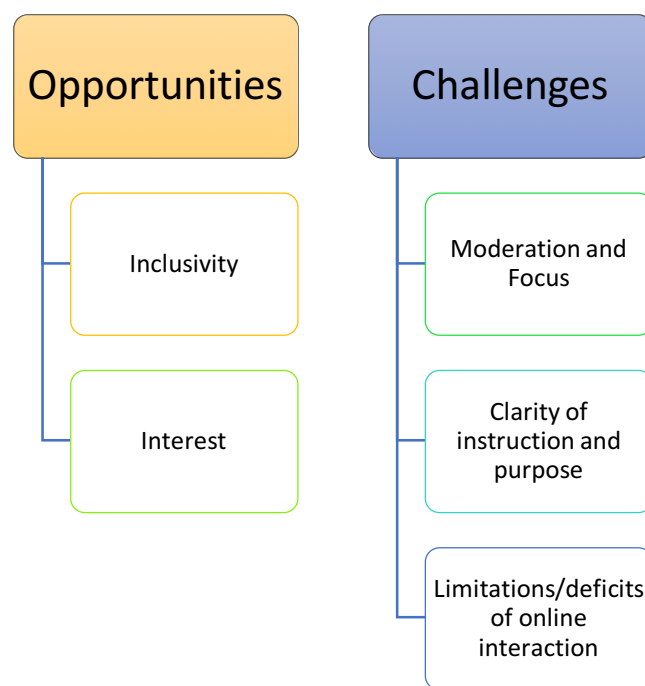 Opportunities
Inclusivity
Interest
Challenges
Moderation and
Focus
Clarity of
instruction and
purpose
Limitations/deficits
of online
interaction